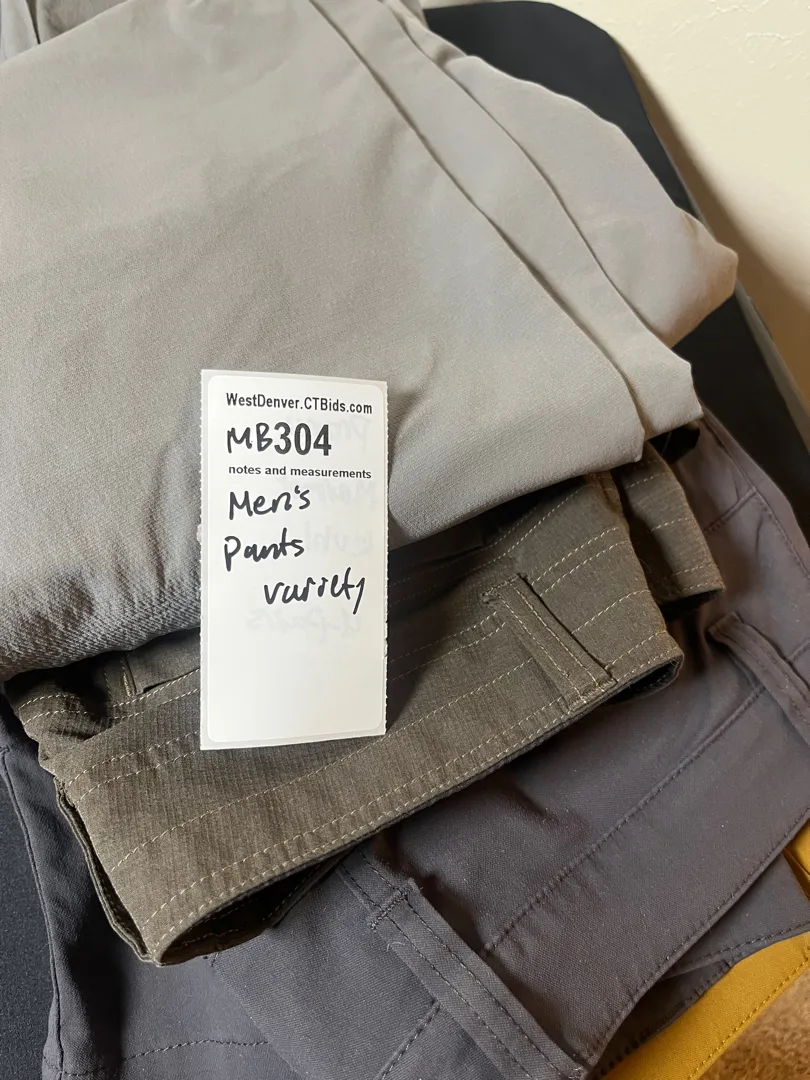 WestDenver.CTBids.com
MB304
notes and measurements
Men's
Pants
variety